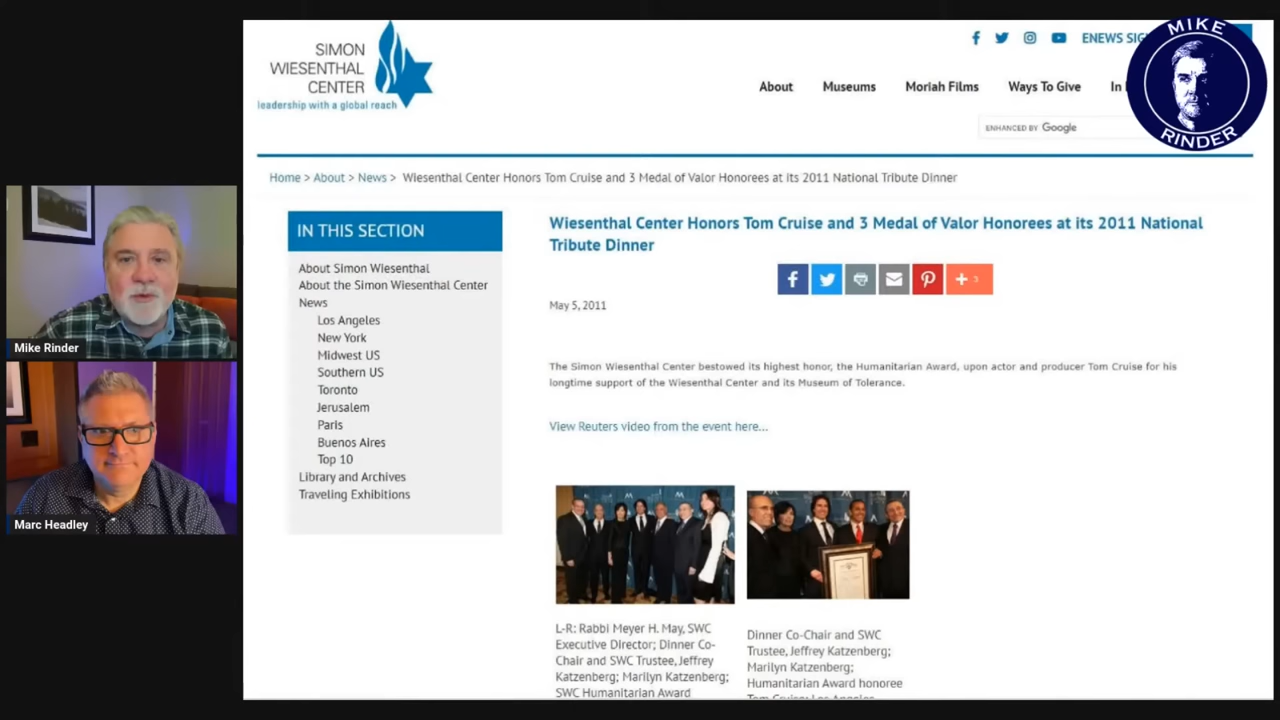 SIMON
WIESENTHAL
CENTER
leadership with a global reach
ENEWS
MIKE
RINDER
About
Museums
Moriah Films
Ways To Give
ENHANCED BY Google
Home > About > News > Wiesenthal Center Honors Tom Cruise and 3 Medal of Valor Honorees at its 2011 National Tribute Dinner
IN THIS SECTION
About Simon Wiesenthal
About the Simon Wiesenthal Center
News
Los Angeles
New York
Midwest US
Southern US
Toronto
Jerusalem
Paris
Buenos Aires
Top 10
Library and Archives
Traveling Exhibitions
Wiesenthal Center Honors Tom Cruise and 3 Medal of Valor Honorees at its 2011 National
Tribute Dinner
+ 3
May 5, 2011
The Simon Wiesenthal Center bestowed its highest honor, the Humanitarian Award, upon actor and producer Tom Cruise for his
longtime support of the Wiesenthal Center and its Museum of Tolerance.
View Reuters video from the event here...
L-R: Rabbi Meyer H. May, SWC
Executive Director; Dinner Co-
Chair and SWC Trustee, Jeffrey
Katzenberg; Marilyn Katzenberg;
SWC Humanitarian Award
Dinner Co-Chair and SWC
Trustee, Jeffrey Katzenberg;
Marilyn Katzenberg;
Humanitarian Award honoree
Mike Rinder
Marc Headley